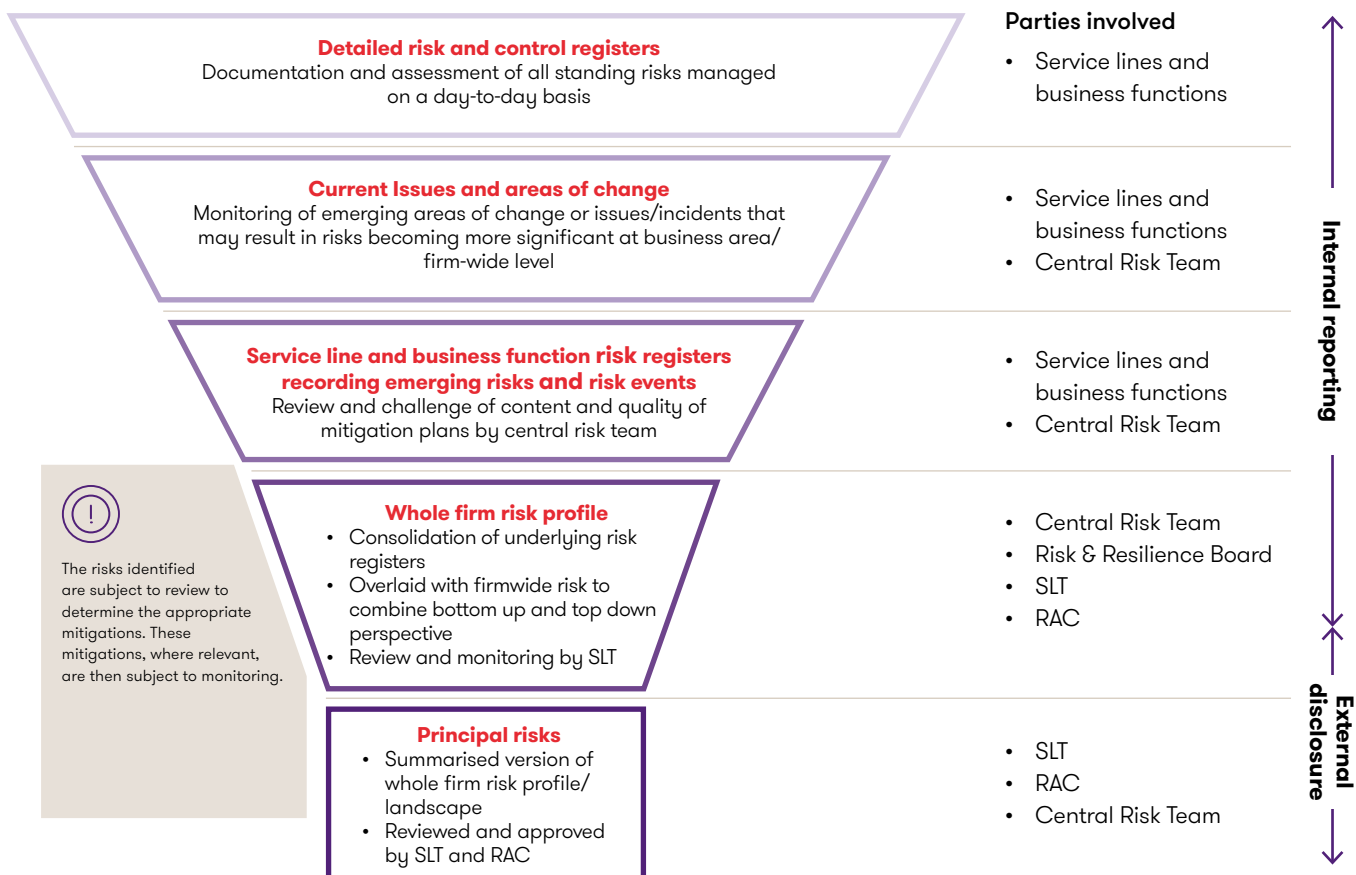 Detailed risk and control registers
Documentation and assessment of all standing risks managed
on a day-to-day basis
Parties involved
• Service lines and
business functions
Current Issues and areas of change
Monitoring of emerging areas of change or issues/incidents that
may result in risks becoming more significant at business area/
firm-wide level
• Service lines and
business functions
• Central Risk Team
Service line and business function risk registers
recording emerging risks and risk events
Review and challenge of content and quality of
mitigation plans by central risk team
• Service lines and
business functions
• Central Risk Team
Internal reporting
The risks identified
are subject to review to
determine the appropriate
mitigations. These
mitigations, where relevant,
are then subject to monitoring.
Whole firm risk profile
• Consolidation of underlying risk
registers
• Overlaid with firmwide risk to
combine bottom up and top down
perspective
• Review and monitoring by SLT
• Central Risk Team
• Risk & Resilience Board
• SLT
• RAC
Principal risks
• Summarised version of
whole firm risk profile/
landscape
• Reviewed and approved
by SLT and RAC
• SLT
• RAC
• Central Risk Team
External
disclosure